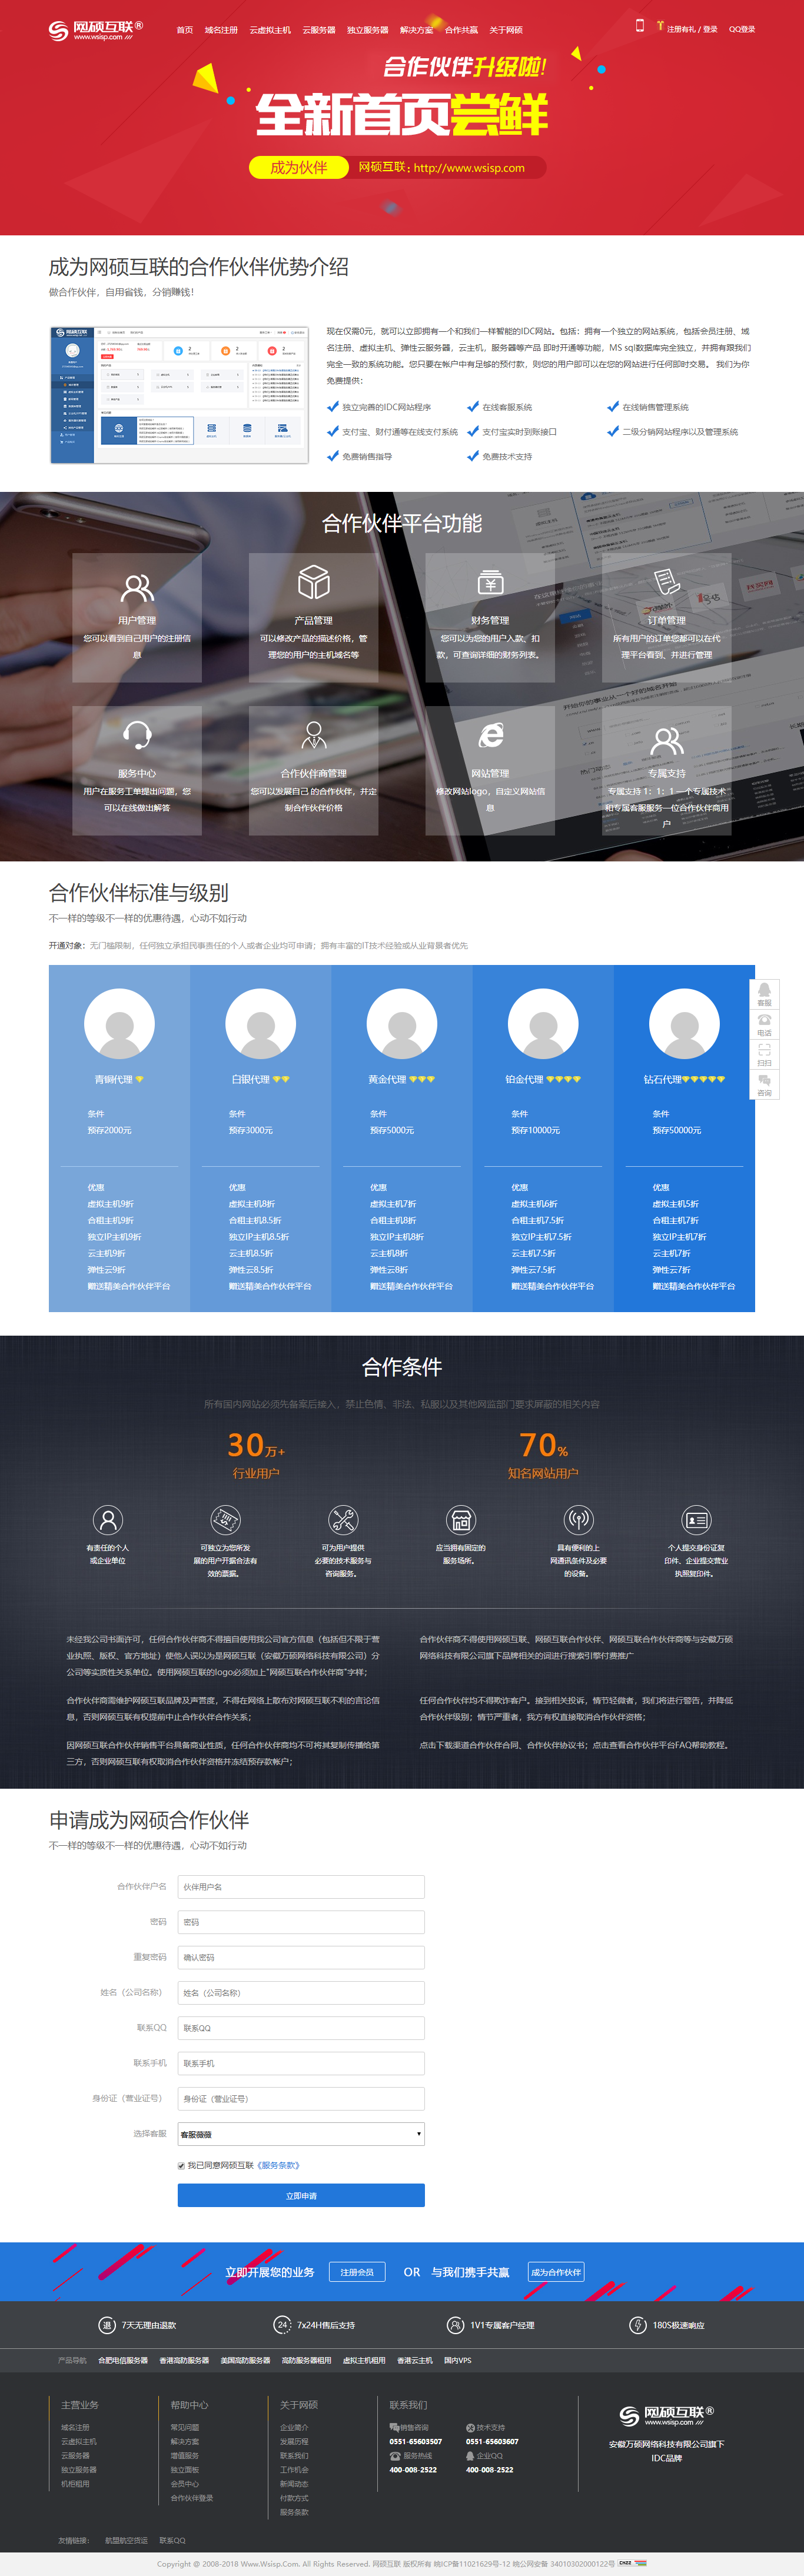 网硕互联®
www.wsisp.com
首页 域名注册 云虚拟主机 云服务器 独立服务器 解决方案 合作共赢 关于网硕
注册有礼 / 登录 QQ登录
合作伙伴升级啦!
全新首页尝鲜
成为伙伴 网硕互联：http://www.wsisp.com
成为网硕互联的合作伙伴优势介绍
做合作伙伴，自用省钱，分销赚钱!
现在仅需0元，就可以立即拥有一个和我们一样智能的IDC网站。包括：拥有一个独立的网站系统，包括会员注册、域
名注册、虚拟主机、弹性云服务器，云主机，服务器等产品 即时开通等功能，MS sql数据库完全独立，并拥有跟我们
完全一致的系统功能。您只要在帐户中有足够的预付款，则您的用户即可以在您的网站进行任何即时交易。 我们为你
免费提供：
独立完善的IDC网站程序 在线客服系统 在线销售管理系统
支付宝、财付通等在线支付系统 支付宝实时到账接口 二级分销网站程序以及管理系统
免费销售指导 免费技术支持
合作伙伴平台功能
用户管理
您可以看到自己用户的注册信
息
产品管理
可以修改产品的描述价格，管
理您的用户的主机域名等
财务管理
您可以为您的用户入款、扣
款，可查询详细的财务列表。
订单管理
所有用户的订单您都可以在代
理平台看到、并进行管理
服务中心
用户在服务工单提出问题，您
可以在线做出解答
合作伙伴商管理
您可以发展自己 的合作伙伴，并定
制合作伙伴价格
网站管理
修改网站logo，自定义网站信
息
专属支持
专属支持 1：1：1 一个专属技术
和专属客服服务一位合作伙伴商用
户
合作伙伴标准与级别
不一样的等级不一样的优惠待遇，心动不如行动
开通对象：无门槛限制，任何独立承担民事责任的个人或者企业均可申请；拥有丰富的IT技术经验或从业背景者优先
青铜代理
条件
预存2000元
优惠
虚拟主机9折
合租主机9折
独立IP主机9折
云主机9折
弹性云9折
赠送精美合作伙伴平台
白银代理
条件
预存3000元
优惠
虚拟主机8折
合租主机8.5折
独立IP主机8.5折
云主机8.5折
弹性云8.5折
赠送精美合作伙伴平台
黄金代理
条件
预存5000元
优惠
虚拟主机7折
合租主机8折
独立IP主机8折
云主机8折
弹性云8折
赠送精美合作伙伴平台
铂金代理
条件
预存10000元
优惠
虚拟主机6折
合租主机7.5折
独立IP主机7.5折
云主机7.5折
弹性云7.5折
赠送精美合作伙伴平台
钻石代理
条件
预存50000元
优惠
虚拟主机5折
合租主机7折
独立IP主机7折
云主机7折
弹性云7折
赠送精美合作伙伴平台
客服
电话
扫扫
咨询
合作条件
所有国内网站必须先备案后接入，禁止色情、非法、私服以及其他网监部门要求屏蔽的相关内容
30万+
行业用户
70%
知名网站用户
有责任的个人
或企业单位
可独立为您所发
展的用户开据合法有
效的票据。
可为用户提供
必要的技术服务与
咨询服务。
应当拥有固定的
服务场所。
具有便利的上
网通讯条件及必要
的设备。
个人提交身份证复
印件、企业提交营业
执照复印件。
未经我公司书面许可，任何合作伙伴商不得擅自使用我公司官方信息（包括但不限于营
业执照、版权、官方地址）使他人误以为是网硕互联（安徽万硕网络科技有限公司）分
公司等实质性关系单位。使用网硕互联的logo必须加上"网硕互联合作伙伴商"字样；
合作伙伴商不得使用网硕互联、网硕互联合作伙伴、网硕互联合作伙伴商等与安徽万硕
网络科技有限公司旗下品牌相关的词进行搜索引擎付费推广
合作伙伴商需维护网硕互联品牌及声誉度，不得在网络上散布对网硕互联不利的言论信
息，否则网硕互联有权提前中止合作伙伴合作关系；
任何合作伙伴均不得欺诈客户。接到相关投诉，情节轻微者，我们将进行警告，并降低
合作伙伴级别；情节严重者，我方有权直接取消合作伙伴资格；
因网硕互联合作伙伴销售平台具备商业性质，任何合作伙伴商均不可将其复制传播给第
三方，否则网硕互联有权取消合作伙伴资格并冻结预存款帐户；
点击下载渠道合作伙伴合同、合作伙伴协议书；点击查看合作伙伴平台FAQ帮助教程。
申请成为网硕合作伙伴
不一样的等级不一样的优惠待遇，心动不如行动
合作伙伴户名 伙伴用户名
密码 密码
重复密码 确认密码
姓名（公司名称） 姓名（公司名称）
联系QQ 联系QQ
联系手机 联系手机
身份证（营业证号） 身份证（营业证号）
选择客服 客服薇薇
我已同意网硕互联《服务条款》
立即申请
立即开展您的业务 注册会员 OR 与我们携手共赢 成为合作伙伴
退 7天无理由退款 24 7x24H售后支持 1V1专属客户经理 180S极速响应
产品导航 合肥电信服务器 香港高防服务器 美国高防服务器 高防服务器租用 虚拟主机租用 香港云主机 国内VPS
主营业务
域名注册
云虚拟主机
云服务器
独立服务器
机柜租用
帮助中心
常见问题
解决方案
增值服务
独立面板
会员中心
合作伙伴登录
关于网硕
企业简介
发展历程
联系我们
工作机会
新闻动态
付款方式
服务条款
联系我们
销售咨询 技术支持
0551-65603507 0551-65603607
服务热线 企业QQ
400-008-2522 400-008-2522
网硕互联®
www.wsisp.com
安徽万硕网络科技有限公司旗下
IDC品牌
友情链接： 航盟航空货运 联系QQ
Copyright @ 2008-2018 Www.Wsisp.Com. All Rights Reserved. 网硕互联 版权所有 皖ICP备11021629号-12 皖公网安备 34010302000122号 CNZZ